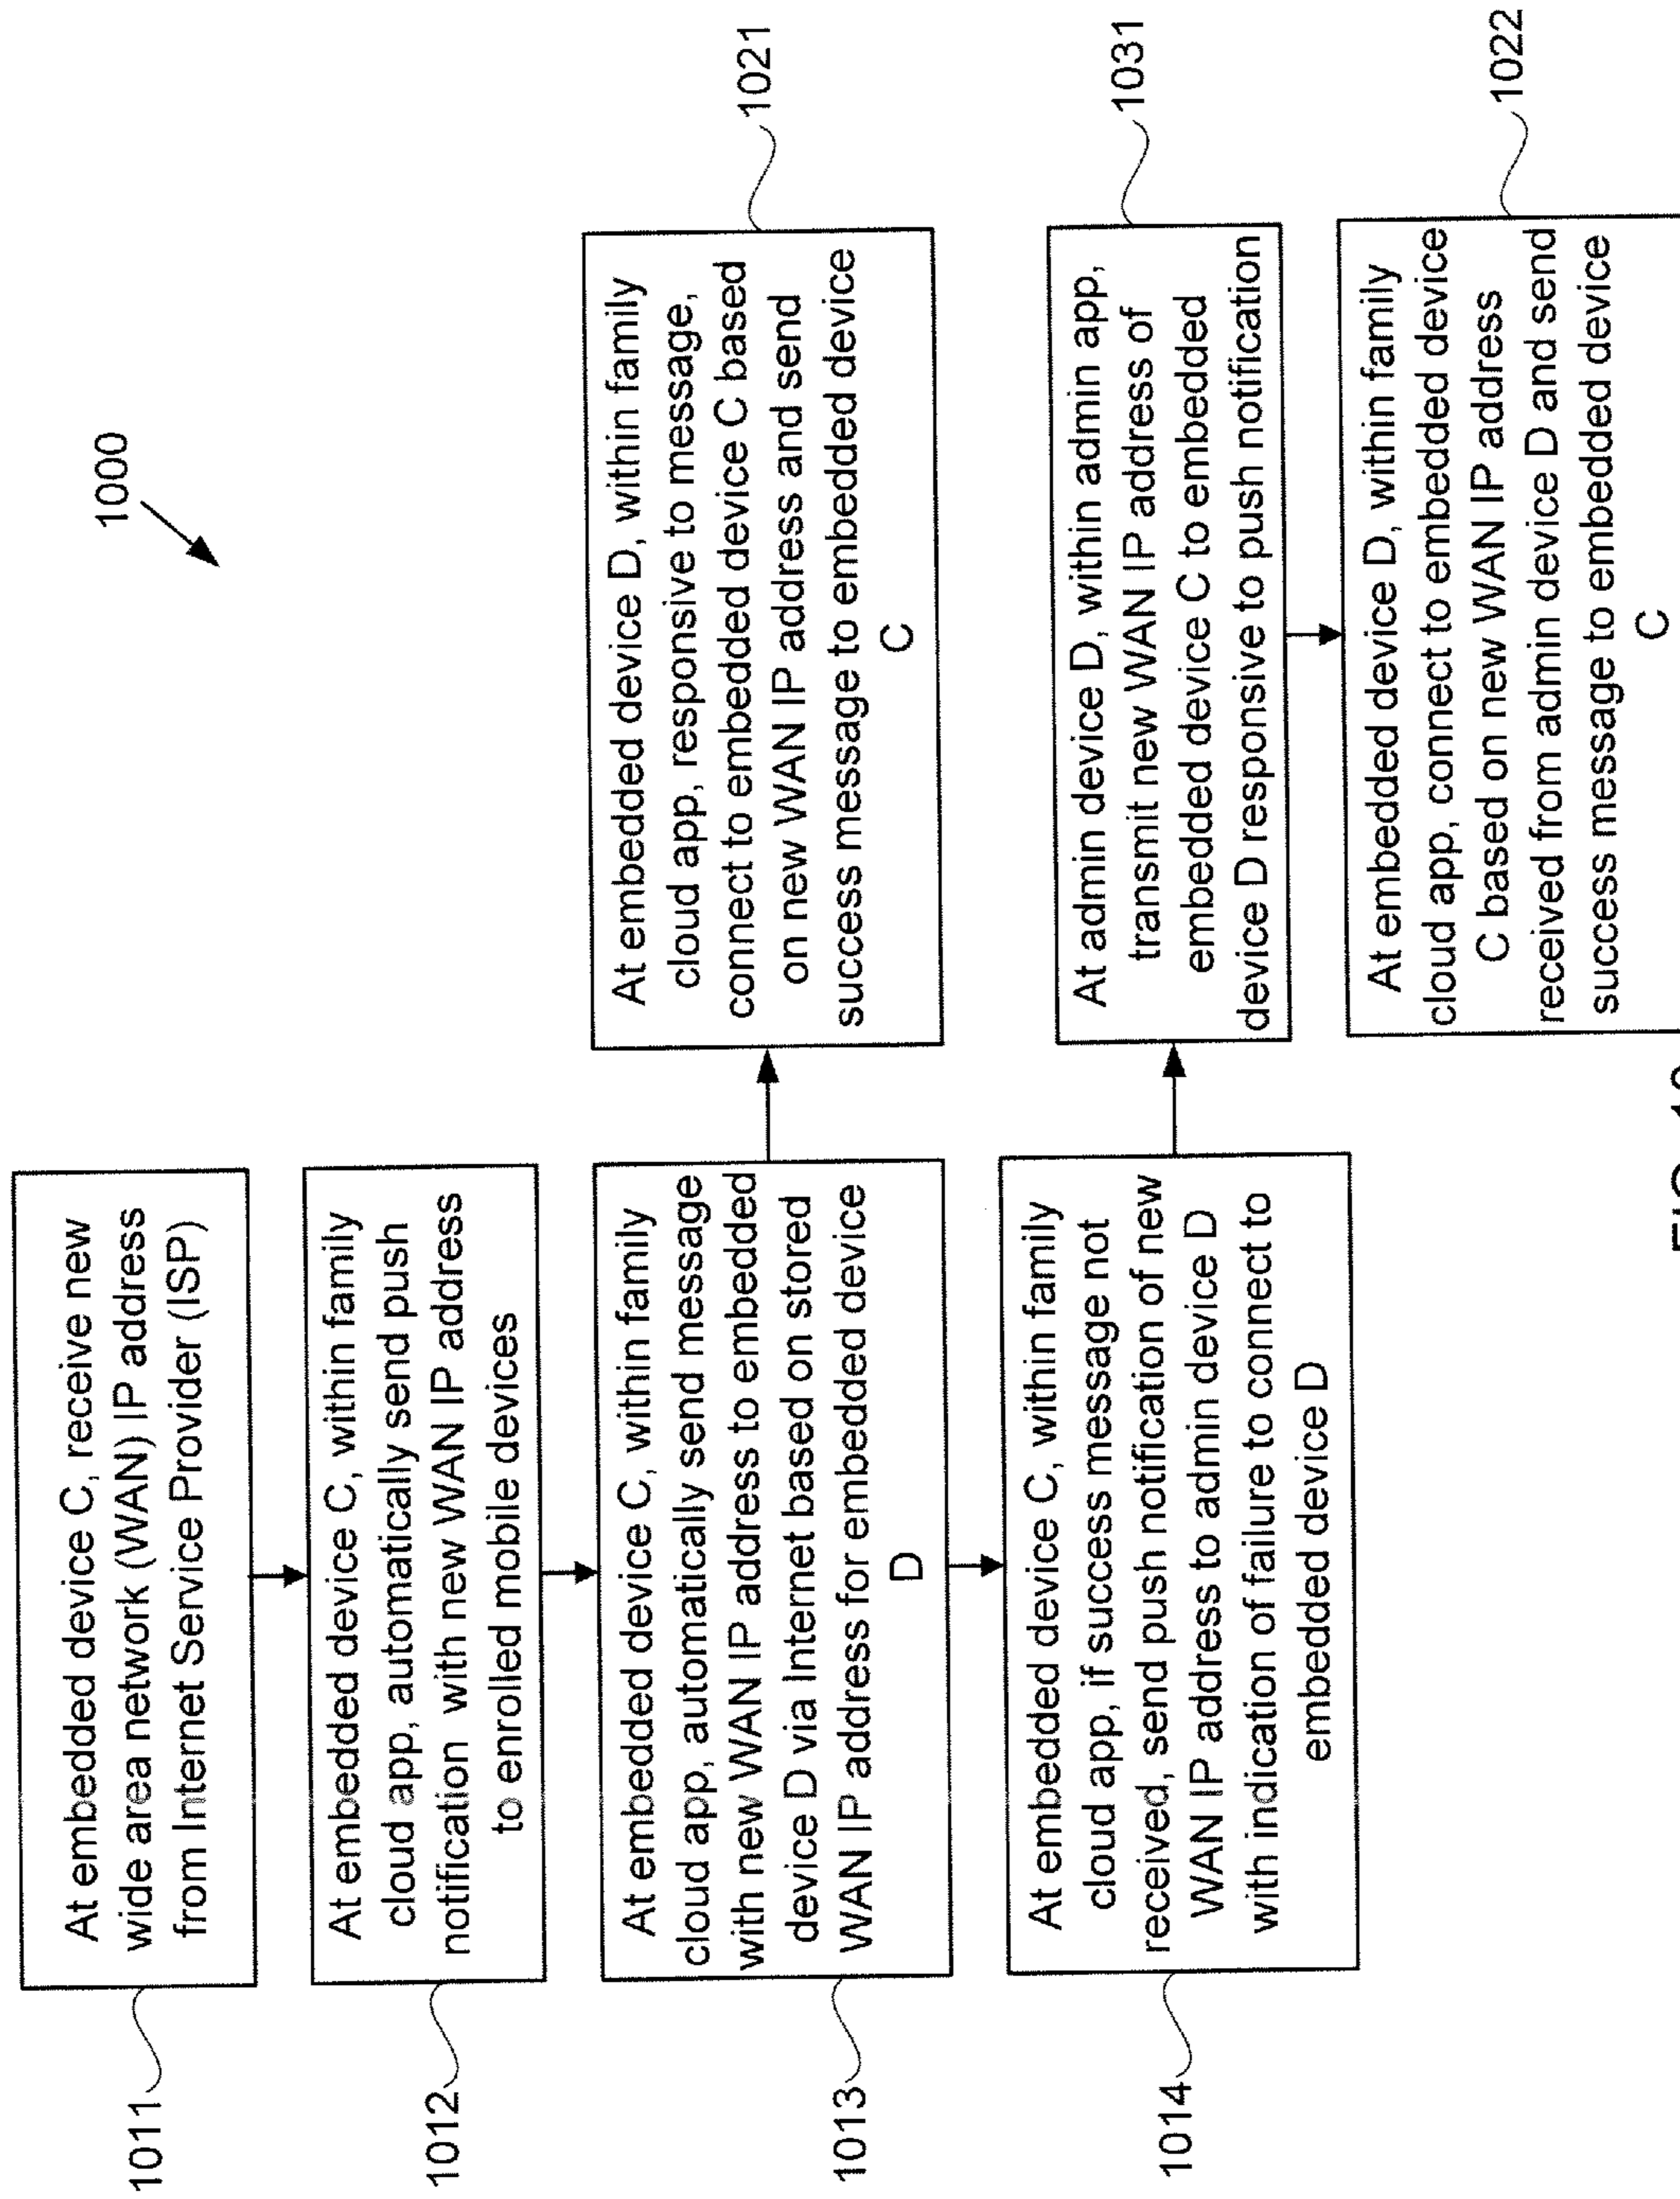 1000
1011
At embedded device C, receive new
wide area network (WAN) IP address
from Internet Service Provider (ISP)
1012
At embedded device C, within family
cloud app, automatically send push
notification with new WAN IP address
to enrolled mobile devices
1013
At embedded device C, within family
cloud app, automatically send message
with new WAN IP address to embedded
device D via Internet based on stored
WAN IP address for embedded device
D
1014
At embedded device C, within family
cloud app, if success message not
received, send push notification of new
WAN IP address to admin device D
with indication of failure to connect to
embedded device D
At embedded device D, within family
cloud app, responsive to message,
connect to embedded device C based
on new WAN IP address and send
success message to embedded device
C
1021
At admin device D, within admin app,
transmit new WAN IP address of
embedded device C to embedded
device D responsive to push notification
1031
At embedded device D, within family
cloud app, connect to embedded device
C based on new WAN IP address
received from admin device D and send
success message to embedded device
C
1022